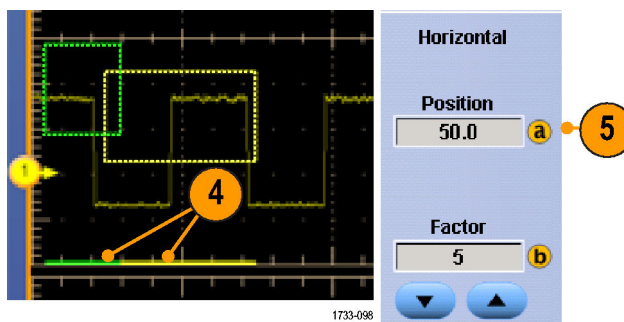 1
4
1733-098
Horizontal
Position
50.0 a
5
Factor
5 b